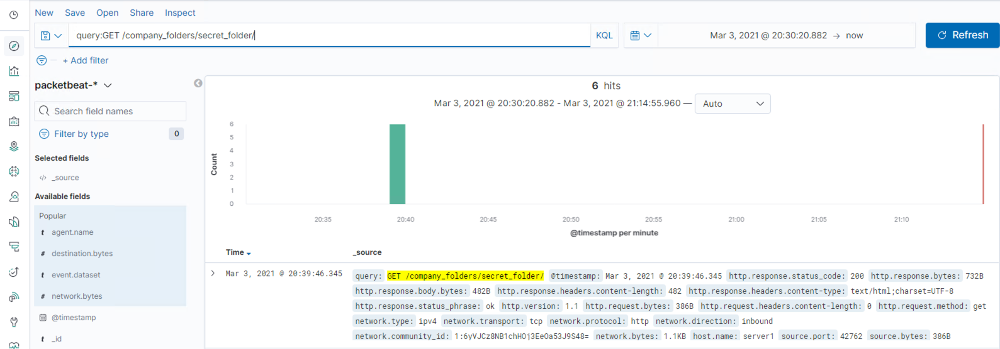 New Save Open Share Inspect
query:GET /company_folders/secret_folder/
KQL
Mar 3, 2021 @ 20:30:20.882 → now
Refresh
+ Add filter
packetbeat-*
Search field names
Filter by type 0
Selected fields
_source
Available fields
Popular
t agent.name
# destination.bytes
t event.dataset
# network.bytes
@timestamp
t _id
6 hits
Mar 3, 2021 @ 20:30:20.882 - Mar 3, 2021 @ 21:14:55.960 — Auto
Count
6
5
4
3
2
1
0
20:35 20:40 20:45 20:50 20:55 21:00 21:05 21:10
@timestamp per minute
Time _source
Mar 3, 2021 @ 20:39:46.345 query: GET /company_folders/secret_folder/ @timestamp: Mar 3, 2021 @ 20:39:46.345 http.response.status_code: 200 http.response.bytes: 732B
http.response.body.bytes: 482B http.response.headers.content-length: 482 http.response.headers.content-type: text/html;charset=UTF-8
http.response.status_phrase: ok http.version: 1.1 http.request.bytes: 386B http.request.headers.content-length: 0 http.request.method: get
network.type: ipv4 network.transport: tcp network.protocol: http network.direction: inbound
network.community_id: 1:6yVJCz8NB1chHOj3EeOa53J9S48= network.bytes: 1.1KB host.name: server1 source.port: 42762 source.bytes: 386B